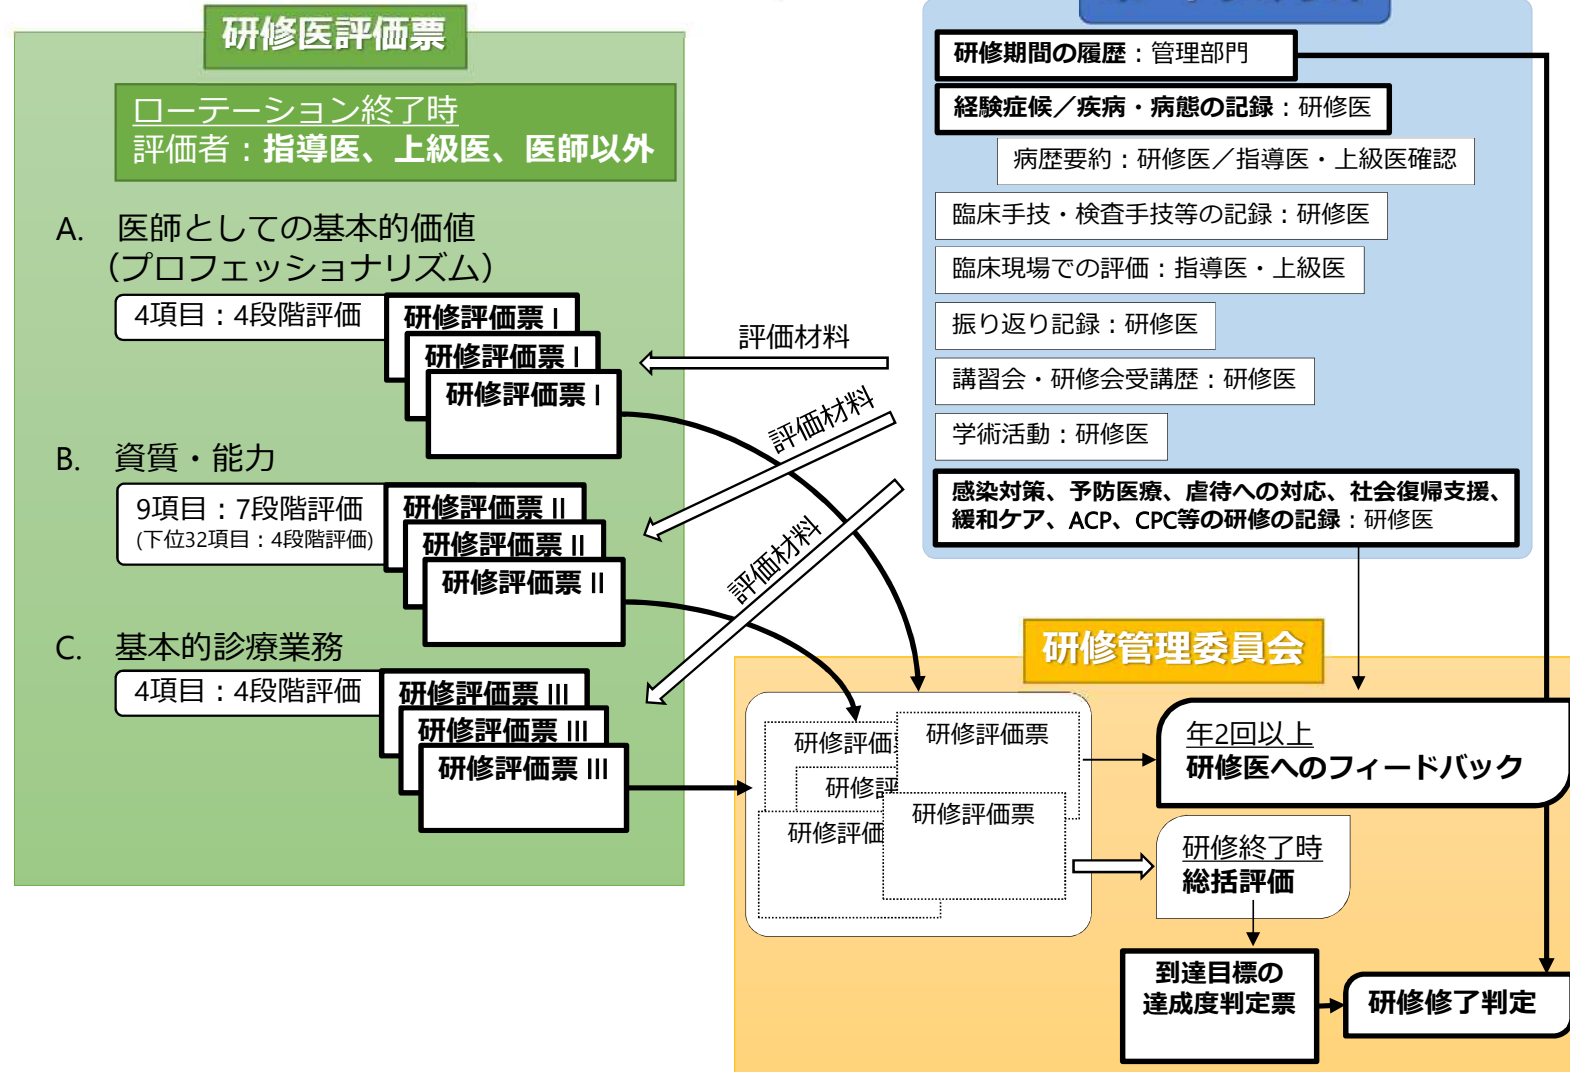 研修医評価票
ローテーション終了時
評価者：指導医、上級医、医師以外
A. 医師としての基本的価値
（プロフェッショナリズム）
4項目：4段階評価
研修評価票 I
研修評価票 I
研修評価票 I
B. 資質・能力
9項目：7段階評価
(下位32項目：4段階評価)
研修評価票 II
研修評価票 II
研修評価票 II
C. 基本的診療業務
4項目：4段階評価
研修評価票 III
研修評価票 III
研修評価票 III
評価材料
評価材料
評価材料
研修期間の履歴：管理部門
経験症候／疾病・病態の記録：研修医
病歴要約：研修医／指導医・上級医確認
臨床手技・検査手技等の記録：研修医
臨床現場での評価：指導医・上級医
振り返り記録：研修医
講習会・研修会受講歴：研修医
学術活動：研修医
感染対策、予防医療、虐待への対応、社会復帰支援、
緩和ケア、ACP、CPC等の研修の記録：研修医
研修管理委員会
研修評価
研修評価票
研修評
研修評価票
研修評価
年2回以上
研修医へのフィードバック
研修終了時
総括評価
到達目標の
達成度判定票
研修修了判定